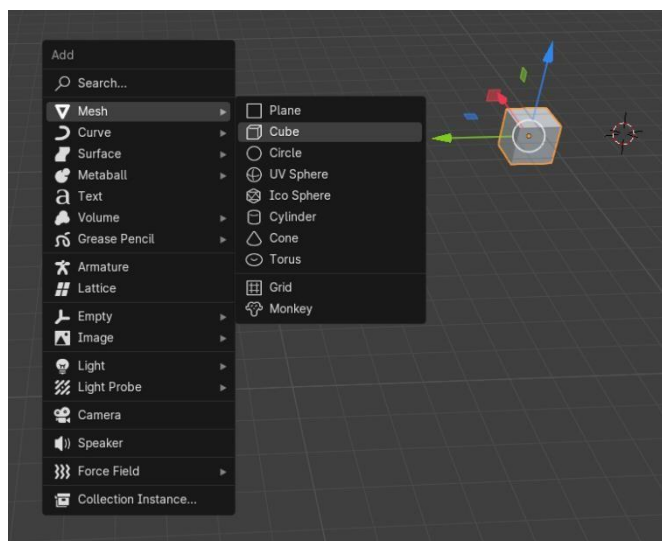 Add
Search...
Mesh
Curve
Surface
Metaball
Text
Volume
Grease Pencil
Armature
Lattice
Empty
Image
Light
Light Probe
Camera
Speaker
Force Field
Collection Instance...
Plane
Cube
Circle
UV Sphere
Ico Sphere
Cylinder
Cone
Torus
Grid
Monkey